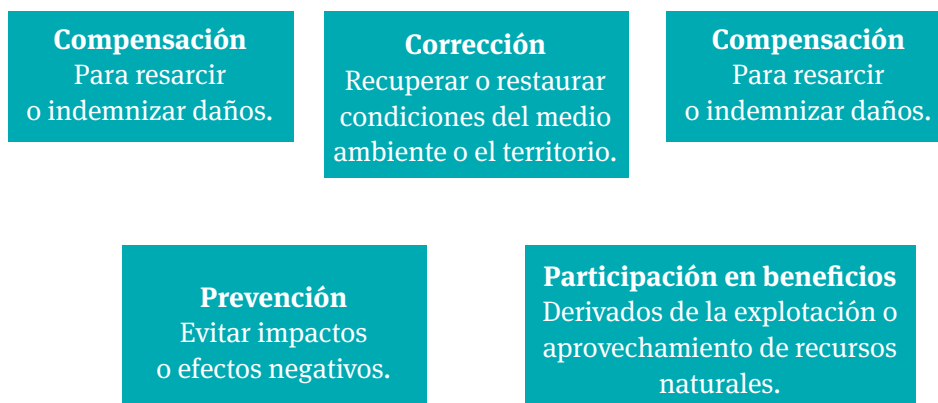 Compensación
Para resarcir
o indemnizar daños.
Corrección
Recuperar o restaurar
condiciones del medio
ambiente o el territorio.
Compensación
Para resarcir
o indemnizar daños.
Prevención
Evitar impactos
o efectos negativos.
Participación en beneficios
Derivados de la explotación o
aprovechamiento de recursos
naturales.